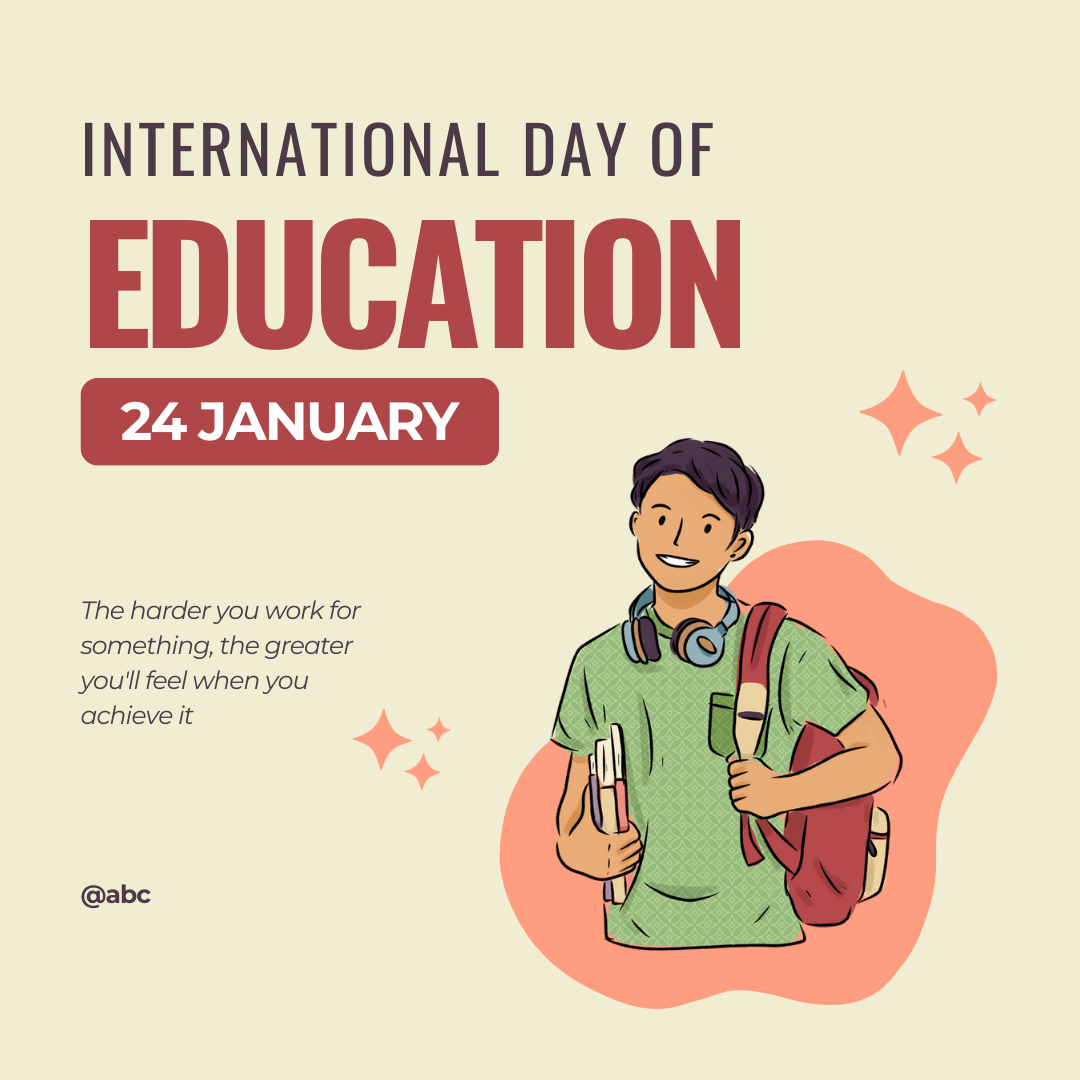 INTERNATIONAL DAY OF
EDUCATION
24 JANUARY
The harder you work for
something, the greater
you'll feel when you
achieve it
@abc